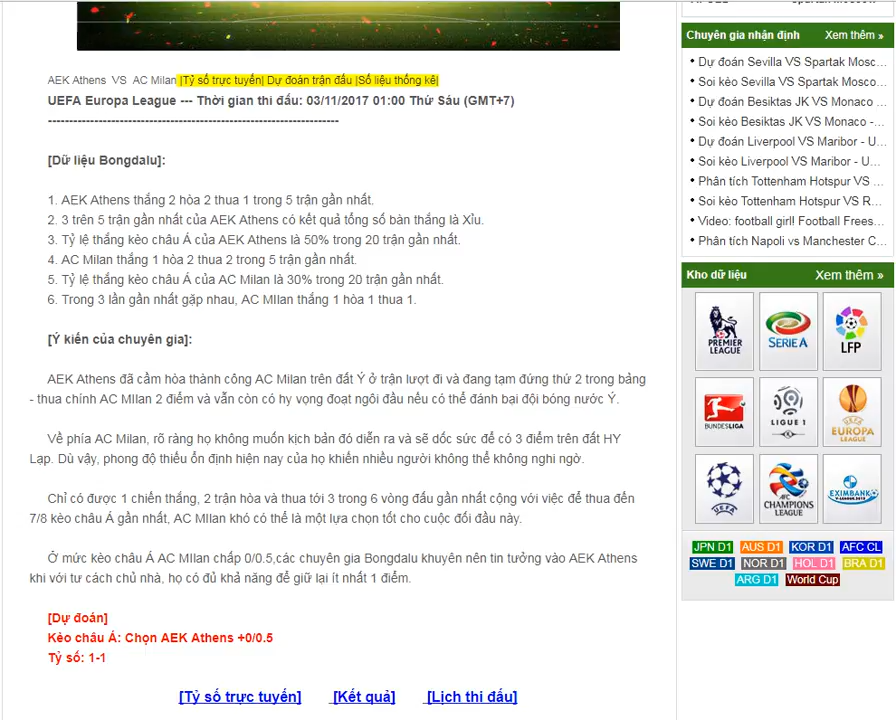 AEK Athens VS AC Milan |Tỷ số trực tuyến| Dự đoán trận đấu |Số liệu thống kê|
UEFA Europa League --- Thời gian thi đấu: 03/11/2017 01:00 Thứ Sáu (GMT+7)
---------------------------------------------------------------------
[Dữ liệu Bongdalu]:
1. AEK Athens thắng 2 hòa 2 thua 1 trong 5 trận gần nhất.
2. 3 trên 5 trận gần nhất của AEK Athens có kết quả tổng số bàn thắng là Xỉu.
3. Tỷ lệ thắng kèo châu Á của AEK Athens là 50% trong 20 trận gần nhất.
4. AC Milan thắng 1 hòa 2 thua 2 trong 5 trận gần nhất.
5. Tỷ lệ thắng kèo châu Á của AC Milan là 30% trong 20 trận gần nhất.
6. Trong 3 lần gần nhất gặp nhau, AC MIlan thắng 1 hòa 1 thua 1.
[Ý kiến của chuyên gia]:
AEK Athens đã cầm hòa thành công AC Milan trên đất Ý ở trận lượt đi và đang tạm đứng thứ 2 trong bảng
- thua chính AC MIlan 2 điểm và vẫn còn có hy vọng đoạt ngôi đầu nếu có thể đánh bại đội bóng nước Ý.
Về phía AC Milan, rõ ràng họ không muốn kịch bản đó diễn ra và sẽ dốc sức để có 3 điểm trên đất HY
Lạp. Dù vậy, phong độ thiếu ổn định hiện nay của họ khiến nhiều người không thể không nghi ngờ.
Chỉ có được 1 chiến thắng, 2 trận hòa và thua tới 3 trong 6 vòng đấu gần nhất cộng với việc để thua đến
7/8 kèo châu Á gần nhất, AC MIlan khó có thể là một lựa chọn tốt cho cuộc đối đầu này.
Ở mức kèo châu Á AC MIlan chấp 0/0.5,các chuyên gia Bongdalu khuyên nên tin tưởng vào AEK Athens
khi với tư cách chủ nhà, họ có đủ khả năng để giữ lại ít nhất 1 điểm.
[Dự đoán]
Kèo châu Á: Chọn AEK Athens +0/0.5
Tỷ số: 1-1
[Tỷ số trực tuyến] [Kết quả] [Lịch thi đấu]
Chuyên gia nhận định Xem thêm »
Dự đoán Sevilla VS Spartak Mosc...
Soi kèo Sevilla VS Spartak Mosco...
Dự đoán Besiktas JK VS Monaco ...
Soi kèo Besiktas JK VS Monaco -...
Dự đoán Liverpool VS Maribor - U...
Soi kèo Liverpool VS Maribor - U...
Phân tích Tottenham Hotspur VS ...
Soi kèo Tottenham Hotspur VS R...
Video: football girl! Football Frees...
Phân tích Napoli vs Manchester C...
Kho dữ liệu Xem thêm »
PREMIER LEAGUE
SERIE A
LFP
BUNDESLIGA
LIGUE 1
EUROPA LEAGUE
UEFA
AFC CHAMPIONS LEAGUE
EXIMBANK
JPN D1 AUS D1 KOR D1 AFC CL
SWE D1 NOR D1 HOL D1 BRA D1
ARG D1 World Cup